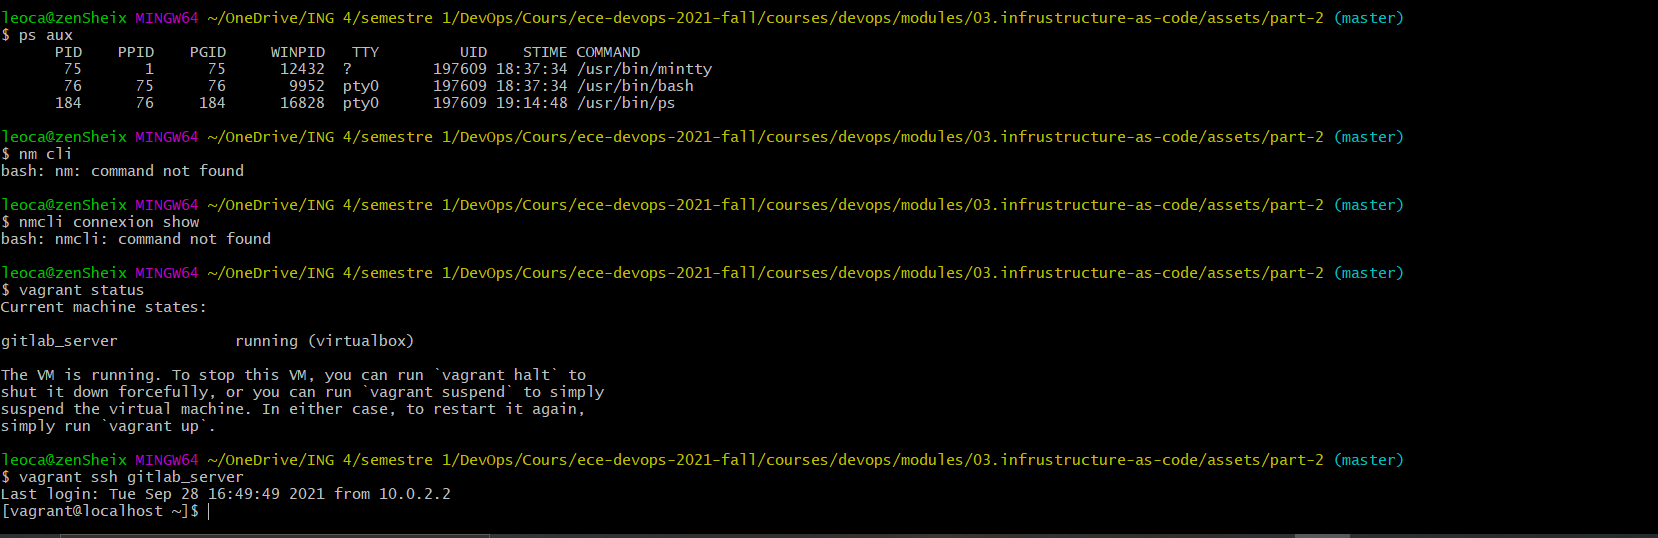 leoca@zenSheix MINGW64 ~/OneDrive/ING 4/semestre 1/DevOps/Cours/ece-devops-2021-fall/courses/devops/modules/03.infrustructure-as-code/assets/part-2 (master)
$ ps aux
      PID    PPID    PGID     WINPID   TTY         UID    STIME COMMAND
       75       1      75      12432  ?         197609 18:37:34 /usr/bin/mintty
       76      75      76       9952  pty0      197609 18:37:34 /usr/bin/bash
      184      76     184      16828  pty0      197609 19:14:48 /usr/bin/ps
leoca@zenSheix MINGW64 ~/OneDrive/ING 4/semestre 1/DevOps/Cours/ece-devops-2021-fall/courses/devops/modules/03.infrustructure-as-code/assets/part-2 (master)
$ nm cli
bash: nm: command not found
leoca@zenSheix MINGW64 ~/OneDrive/ING 4/semestre 1/DevOps/Cours/ece-devops-2021-fall/courses/devops/modules/03.infrustructure-as-code/assets/part-2 (master)
$ nmcli connexion show
bash: nmcli: command not found
leoca@zenSheix MINGW64 ~/OneDrive/ING 4/semestre 1/DevOps/Cours/ece-devops-2021-fall/courses/devops/modules/03.infrustructure-as-code/assets/part-2 (master)
$ vagrant status
Current machine states:
gitlab_server             running (virtualbox)
The VM is running. To stop this VM, you can run `vagrant halt` to
shut it down forcefully, or you can run `vagrant suspend` to simply
suspend the virtual machine. In either case, to restart it again,
simply run `vagrant up`.
leoca@zenSheix MINGW64 ~/OneDrive/ING 4/semestre 1/DevOps/Cours/ece-devops-2021-fall/courses/devops/modules/03.infrustructure-as-code/assets/part-2 (master)
$ vagrant ssh gitlab_server
Last login: Tue Sep 28 16:49:49 2021 from 10.0.2.2
[vagrant@localhost ~]$